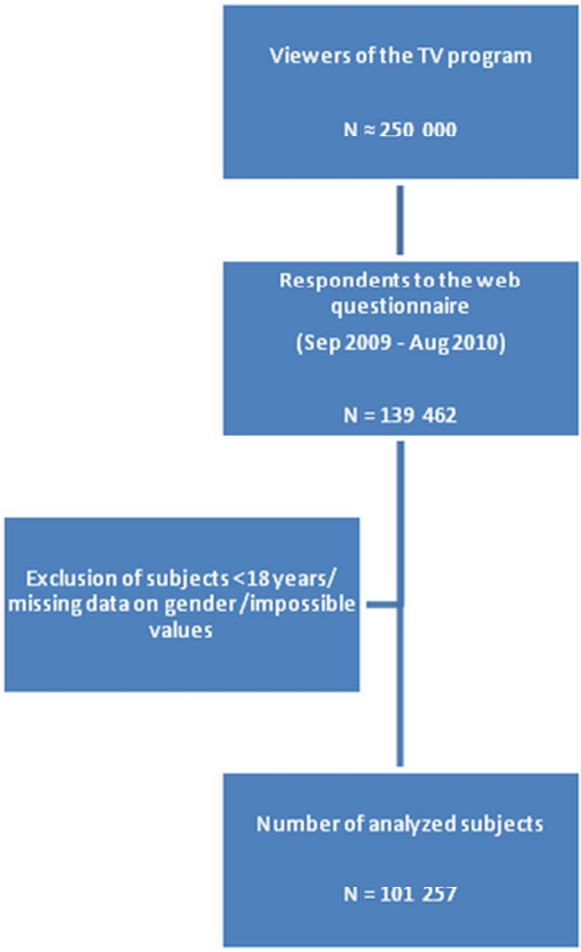 Viewers of the TV program
N ≈ 250 000
Respondents to the web
questionnaire
(Sep 2009 - Aug 2010)
N = 139 462
Exclusion of subjects <18 years/
missing data on gender /impossible
values
Number of analyzed subjects
N = 101 257